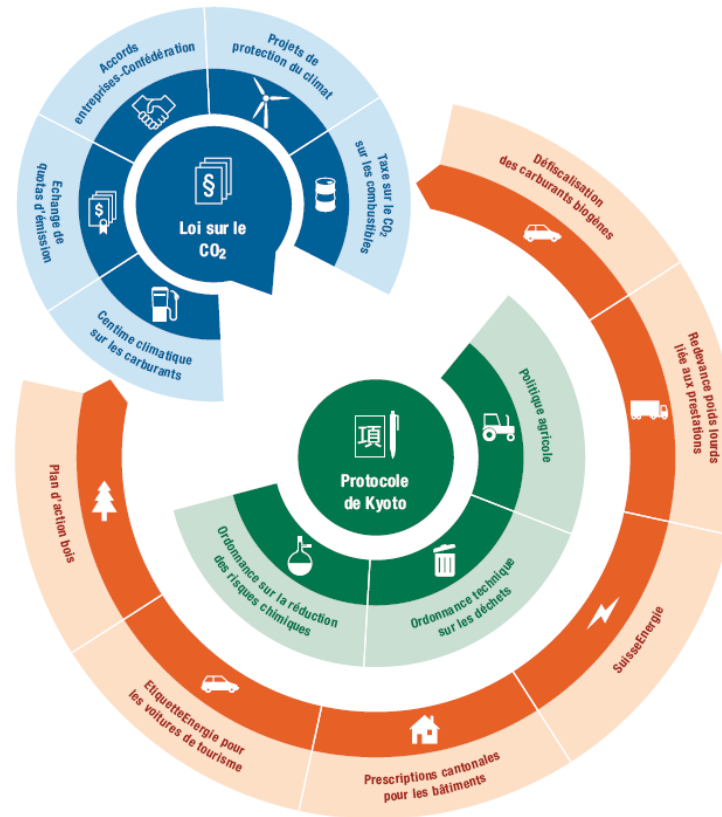 Accords
entreprises-Confédération
Projets de
protection du climat
Taxe sur le CO₂
sur les combustibles
Echange de
quotas d'émission
Centime climatique
sur les carburants
§
$
Loi sur le
CO₂
Défiscalisation
des carburants biogènes
Redevance poids lourds
liée aux prestations
SuisseEnergie
Prescriptions cantonales
pour les bâtiments
EtiquetteEnergie pour
les voitures de tourisme
Plan d'action bois
項
Protocole
de Kyoto
Politique agricole
Ordonnance technique
sur les déchets
Ordonnance sur la réduction
des risques chimiques